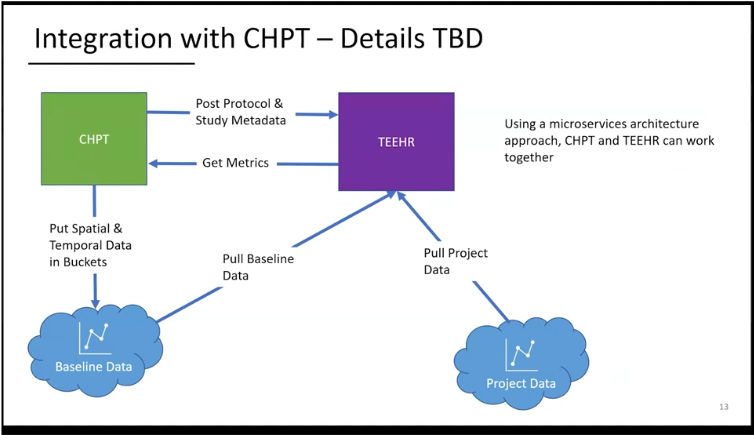 Integration with CHPT – Details TBD
CHPT
Post Protocol &
Study Metadata
TEEHR
Using a microservices architecture
approach, CHPT and TEEHR can work
together
Get Metrics
Put Spatial &
Temporal Data
in Buckets
Pull Baseline
Data
Pull Project
Data
Baseline Data
Project Data
13